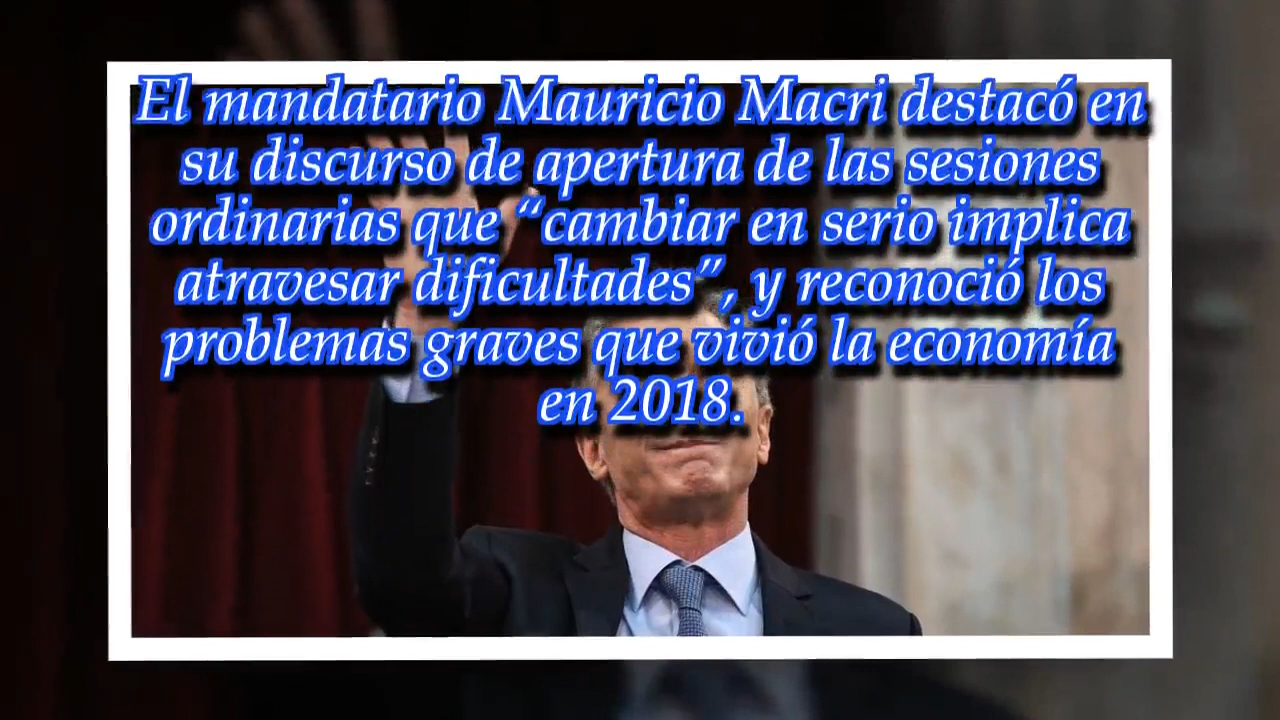 El mandatario Mauricio Macri destacó en
su discurso de apertura de las sesiones
ordinarias que “cambiar en serio implica
atravesar dificultades”, y reconoció los
problemas graves que vivió la economía
en 2018.